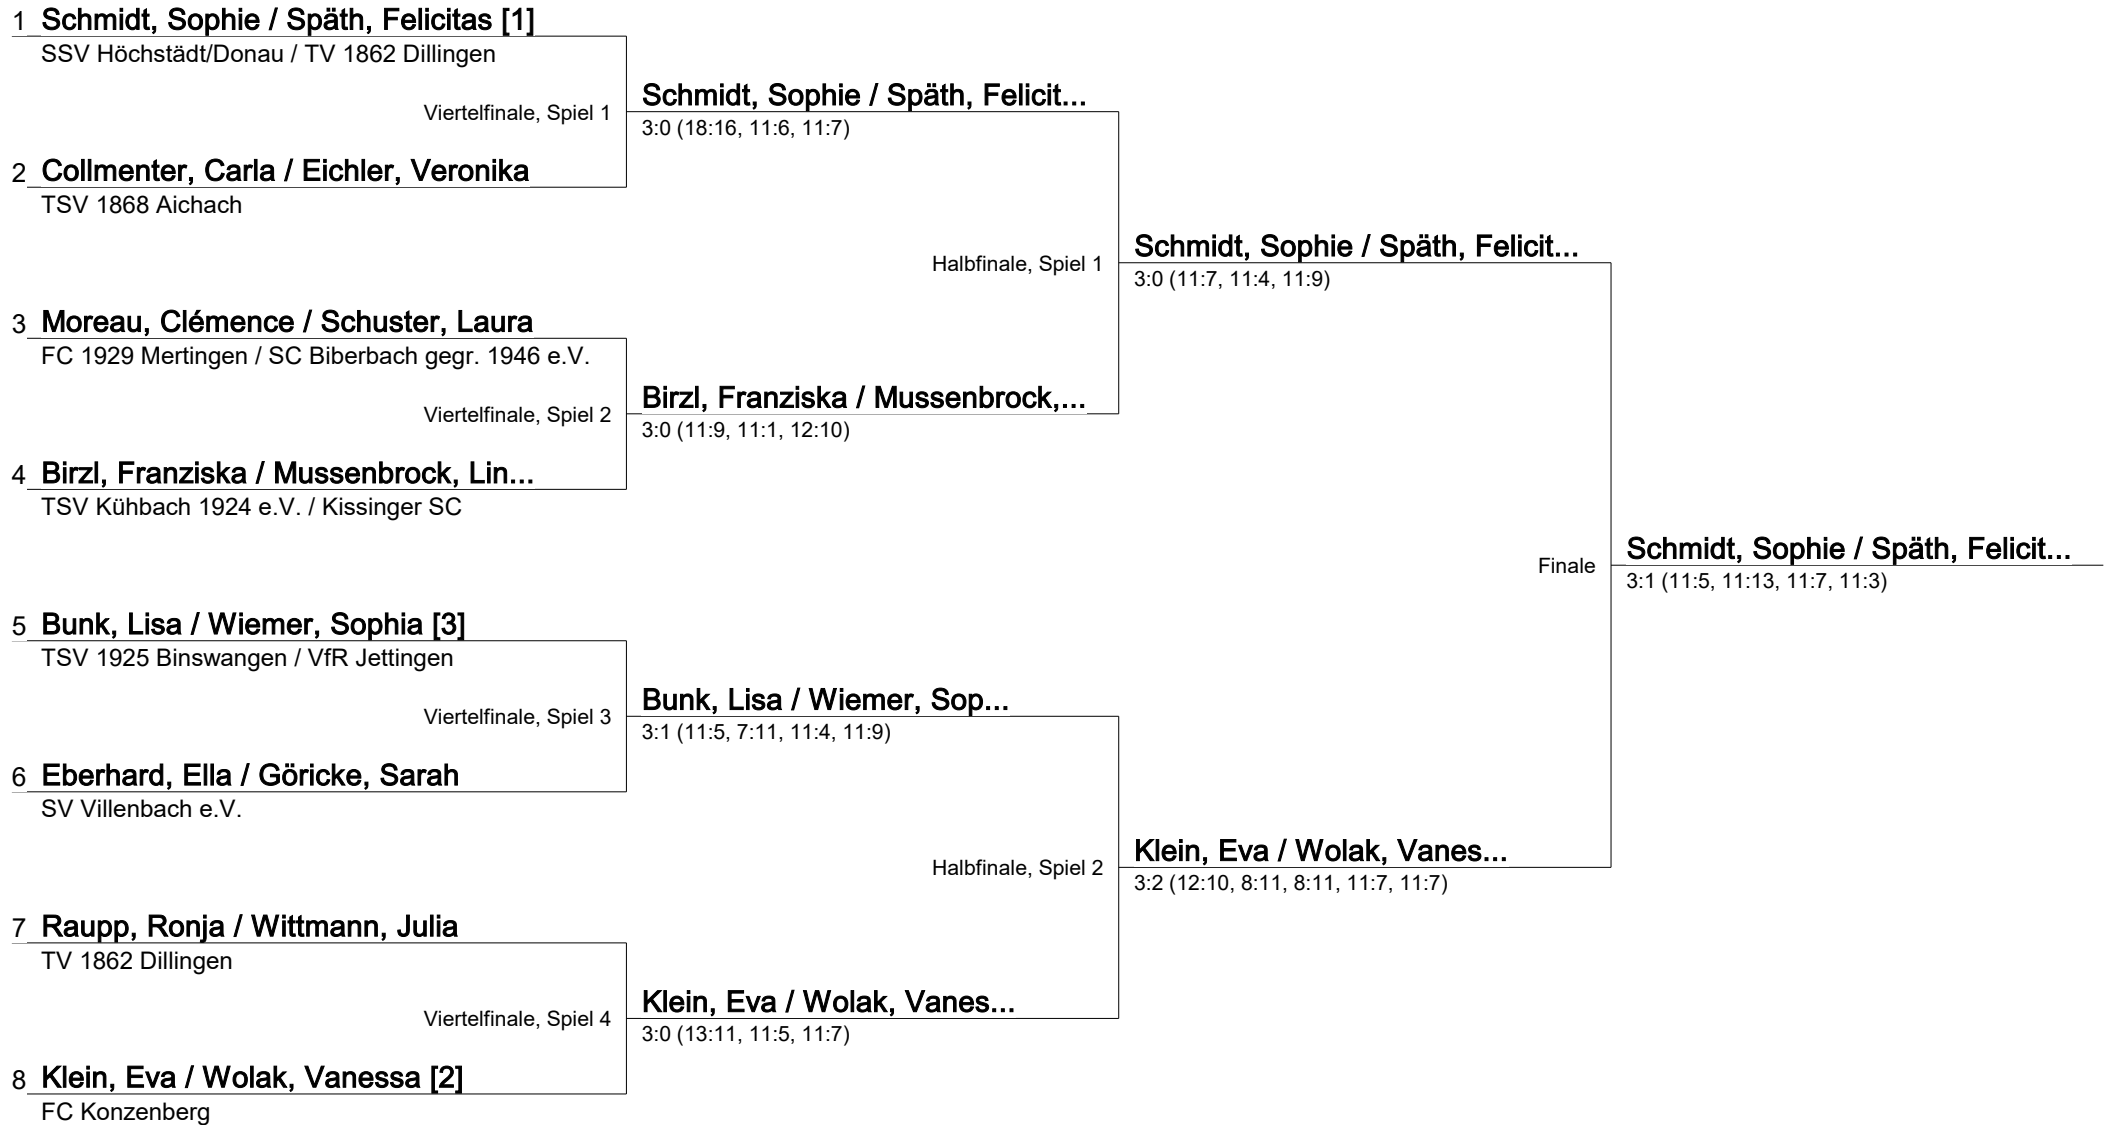 1 Schmidt, Sophie / Späth, Felicitas [1]
SSV Höchstädt/Donau / TV 1862 Dillingen
Viertelfinale, Spiel 1
Schmidt, Sophie / Späth, Felicit...
3:0 (18:16, 11:6, 11:7)
2 Collmenter, Carla / Eichler, Veronika
TSV 1868 Aichach
Halbfinale, Spiel 1
Schmidt, Sophie / Späth, Felicit...
3:0 (11:7, 11:4, 11:9)
3 Moreau, Clémence / Schuster, Laura
FC 1929 Mertingen / SC Biberbach gegr. 1946 e.V.
Viertelfinale, Spiel 2
Birzl, Franziska / Mussenbrock,...
3:0 (11:9, 11:1, 12:10)
4 Birzl, Franziska / Mussenbrock, Lin...
TSV Kühbach 1924 e.V. / Kissinger SC
Finale
Schmidt, Sophie / Späth, Felicit...
3:1 (11:5, 11:13, 11:7, 11:3)
5 Bunk, Lisa / Wiemer, Sophia [3]
TSV 1925 Binswangen / VfR Jettingen
Viertelfinale, Spiel 3
Bunk, Lisa / Wiemer, Sop...
3:1 (11:5, 7:11, 11:4, 11:9)
6 Eberhard, Ella / Göricke, Sarah
SV Villenbach e.V.
Halbfinale, Spiel 2
Klein, Eva / Wolak, Vanes...
3:2 (12:10, 8:11, 8:11, 11:7, 11:7)
7 Raupp, Ronja / Wittmann, Julia
TV 1862 Dillingen
Viertelfinale, Spiel 4
Klein, Eva / Wolak, Vanes...
3:0 (13:11, 11:5, 11:7)
8 Klein, Eva / Wolak, Vanessa [2]
FC Konzenberg